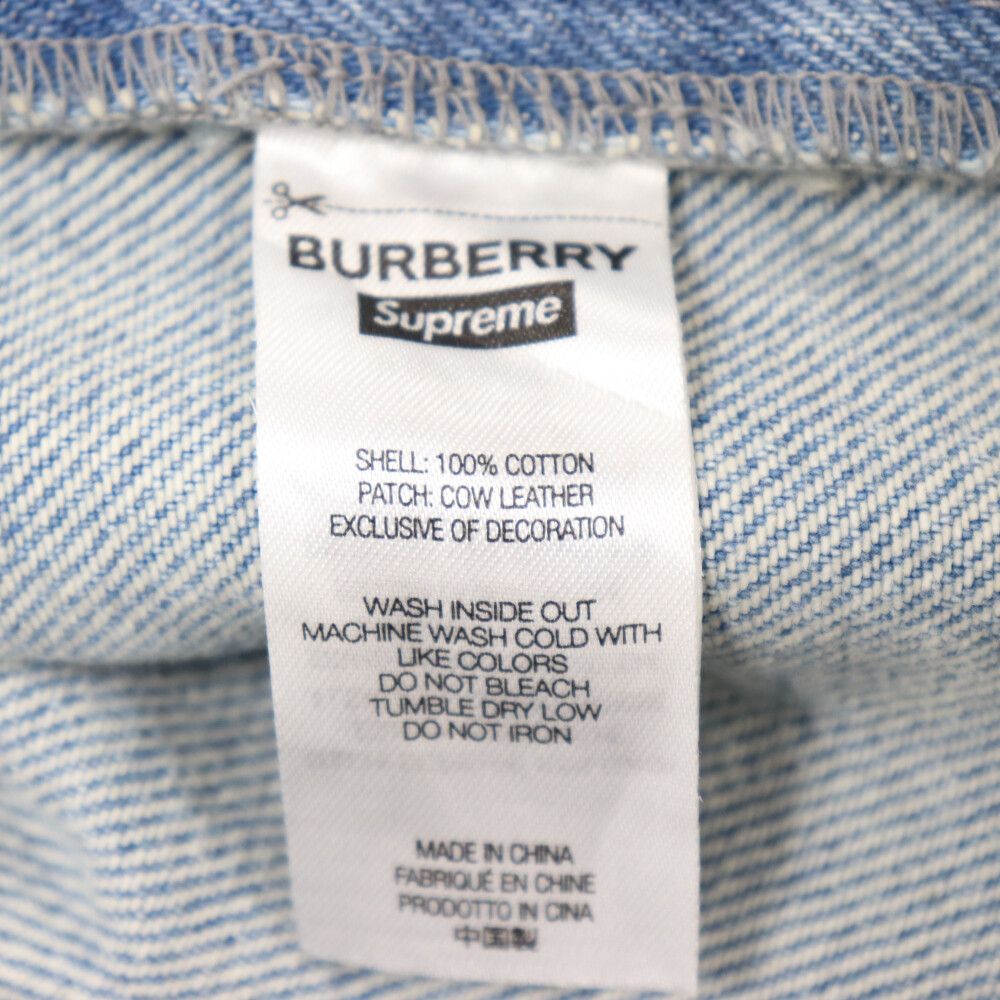 BURBERRY
Supreme
SHELL: 100% COTTON
PATCH: COW LEATHER
EXCLUSIVE OF DECORATION
WASH INSIDE OUT
MACHINE WASH COLD WITH
LIKE COLORS
DO NOT BLEACH
TUMBLE DRY LOW
DO NOT IRON
MADE IN CHINA
FABRIQUÉ EN CHINE
PRODOTTO IN CINA
中国製